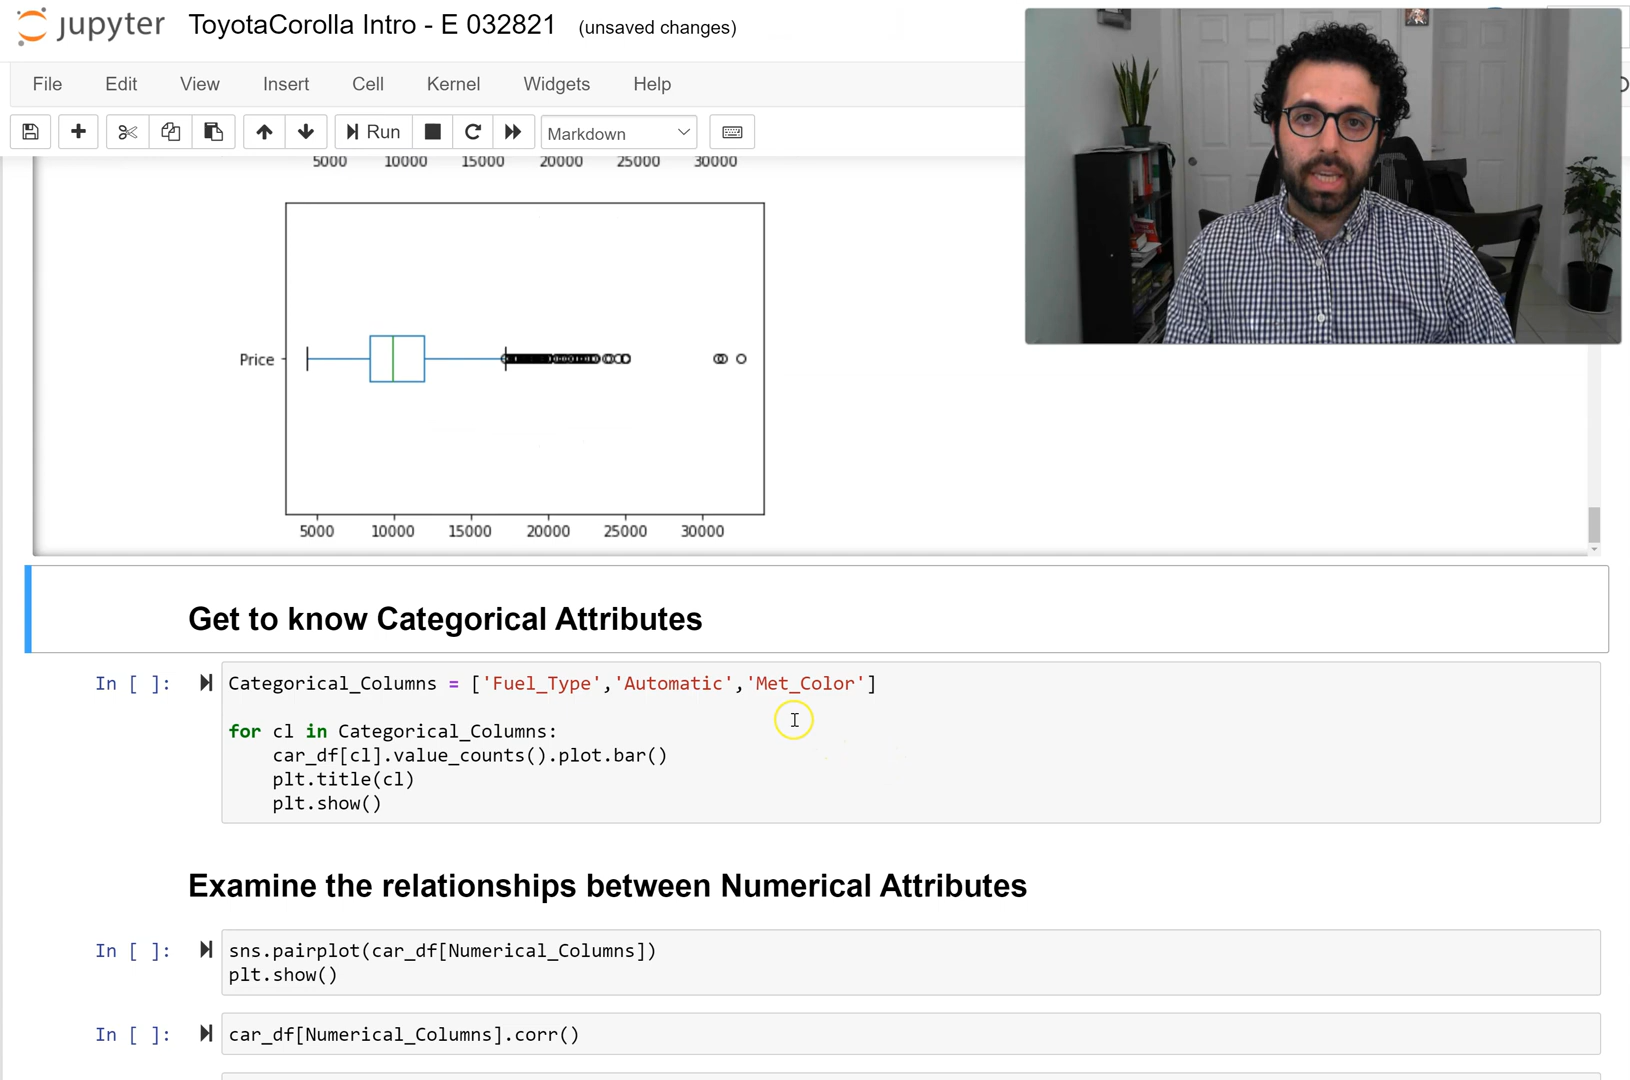 jupyter ToyotaCorolla Intro - E 032821 (unsaved changes)
File Edit View Insert Cell Kernel Widgets Help
Run Markdown
5000 10000 15000 20000 25000 30000
Price
5000 10000 15000 20000 25000 30000
Get to know Categorical Attributes
In [ ]: Categorical_Columns = ['Fuel_Type','Automatic','Met_Color']
for cl in Categorical_Columns:
car_df[cl].value_counts().plot.bar()
plt.title(cl)
plt.show()
Examine the relationships between Numerical Attributes
In [ ]: sns.pairplot(car_df[Numerical_Columns])
plt.show()
In [ ]: car_df[Numerical_Columns].corr()